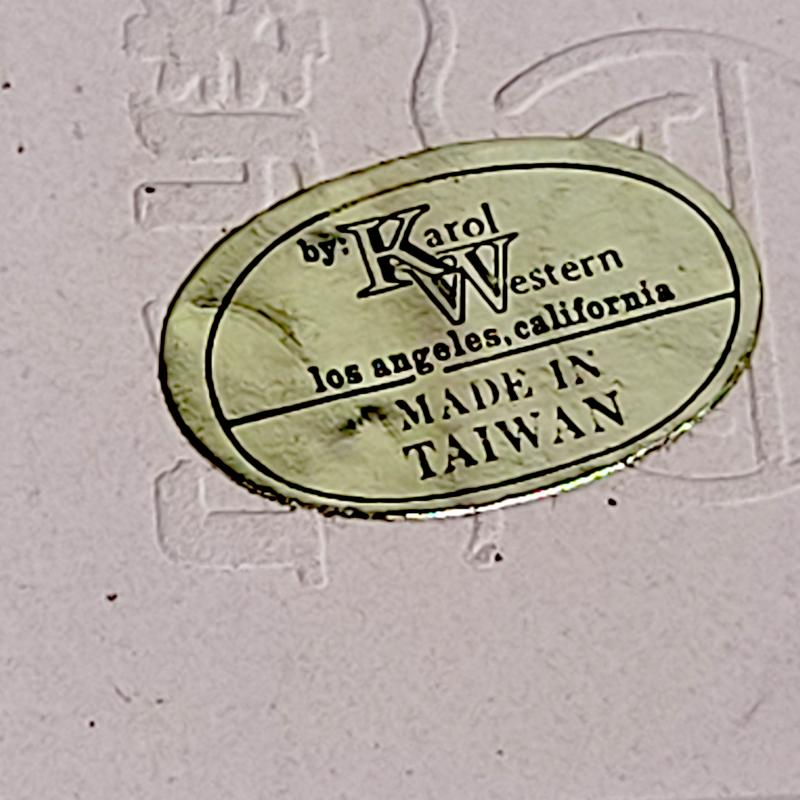 by: Karol
Western
los angeles, california
MADE IN
TAIWAN